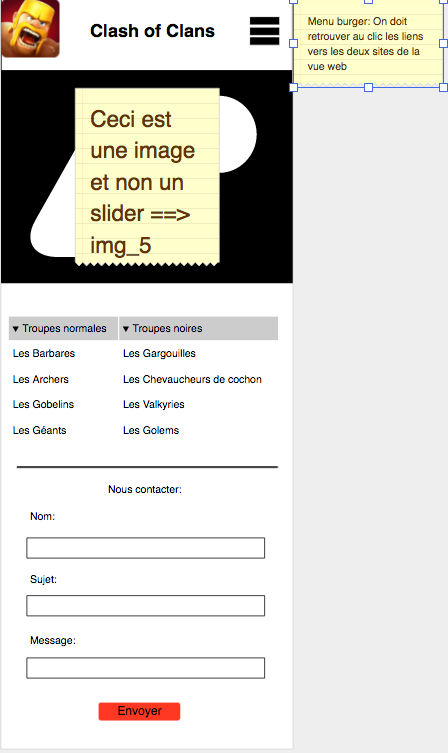 Clash of Clans
Menu burger: On doit
retrouver au clic les liens
vers les deux sites de la
vue web
Ceci est
une image
et non un
slider ==>
img_5
▼ Troupes normales ▼ Troupes noires
Les Barbares Les Gargouilles
Les Archers Les Chevaucheurs de cochon
Les Gobelins Les Valkyries
Les Géants Les Golems
Nous contacter:
Nom:
Sujet:
Message:
Envoyer